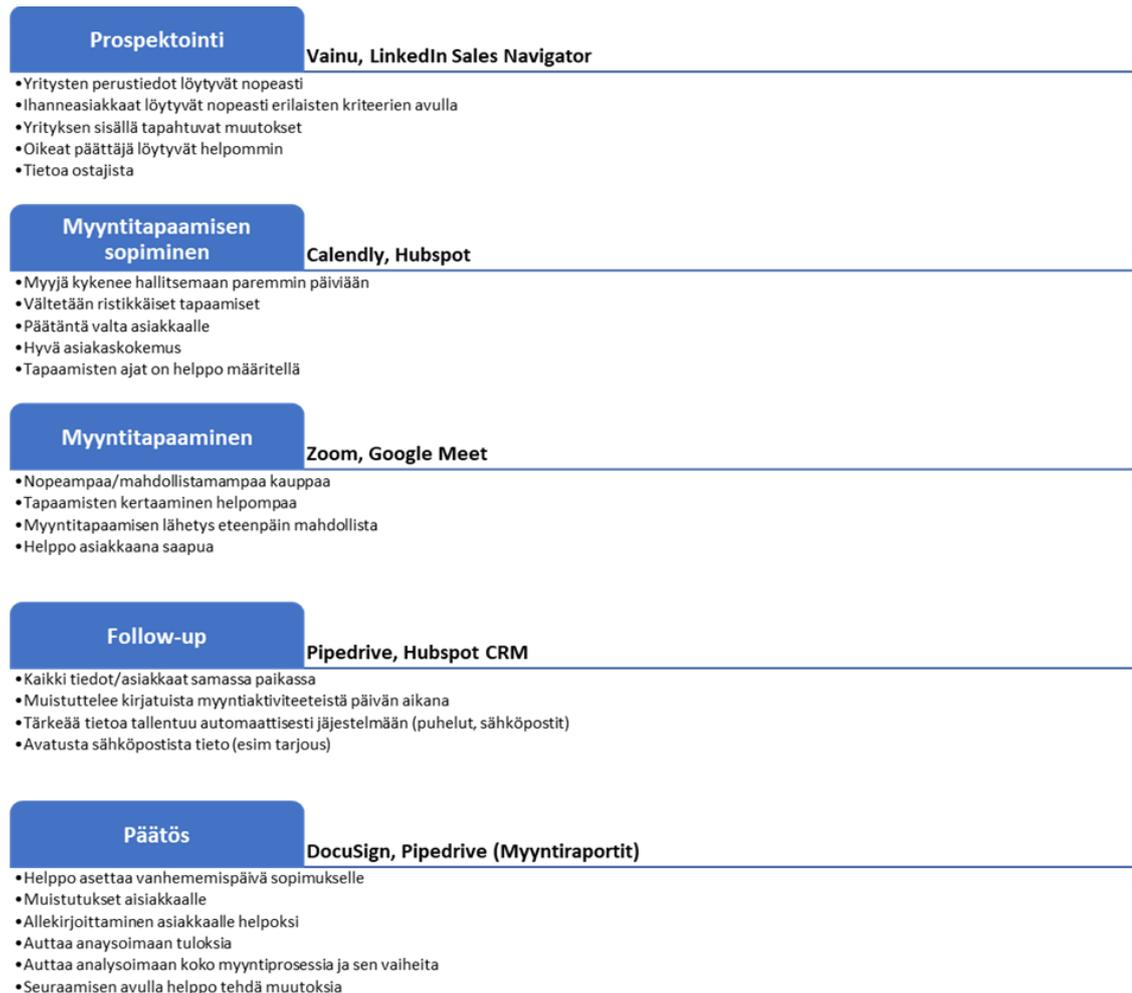 Prospektointi
Vainu, LinkedIn Sales Navigator
•Yritysten perustiedot löytyvät nopeasti
•Ihanneasiakkaat löytyvät nopeasti erilaisten kriteerien avulla
•Yrityksen sisällä tapahtuvat muutokset
•Oikeat päättäjä löytyvät helpommin
•Tietoa ostajista
Myyntitapaamisen
sopiminen
Calendly, Hubspot
•Myyjä kykenee hallitsemaan paremmin päiviään
•Vältetään ristikkäiset tapaamiset
•Päätäntä valta asiakkaalle
•Hyvä asiakaskokemus
•Tapaamisten ajat on helppo määritellä
Myyntitapaaminen
Zoom, Google Meet
•Nopeampaa/mahdollistamampaa kauppaa
•Tapaamisten kertaaminen helpompaa
•Myyntitapaamisen lähetys eteenpäin mahdollista
•Helppo asiakkaana saapua
Follow-up
Pipedrive, Hubspot CRM
•Kaikki tiedot/asiakkaat samassa paikassa
•Muistuttelee kirjatuista myyntiaktiviteeteistä päivän aikana
•Tärkeää tietoa tallentuu automaattisesti jäjestelmään (puhelut, sähköpostit)
•Avatusta sähköpostista tieto (esim tarjous)
Päätös
DocuSign, Pipedrive (Myyntiraportit)
•Helppo asettaa vanhememispäivä sopimukselle
•Muistutukset aisiakkaalle
•Allekirjoittaminen asiakkaalle helpoksi
•Auttaa anaysoimaan tuloksia
•Auttaa analysoimaan koko myyntiprosessia ja sen vaiheita
•Seuraamisen avulla helppo tehdä muutoksia